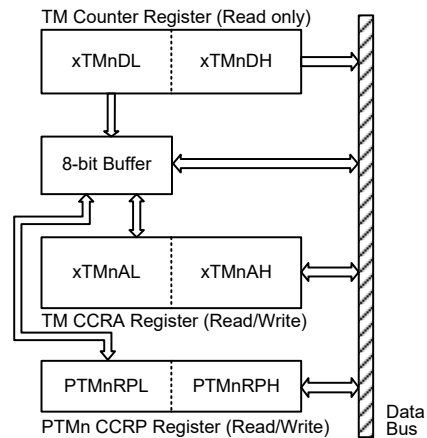 TM Counter Register (Read only)
xTMnDL xTMnDH
8-bit Buffer
xTMnAL xTMnAH
TM CCRA Register (Read/Write)
PTMnRPL PTMnRPH
PTMn CCRP Register (Read/Write)
Data
Bus